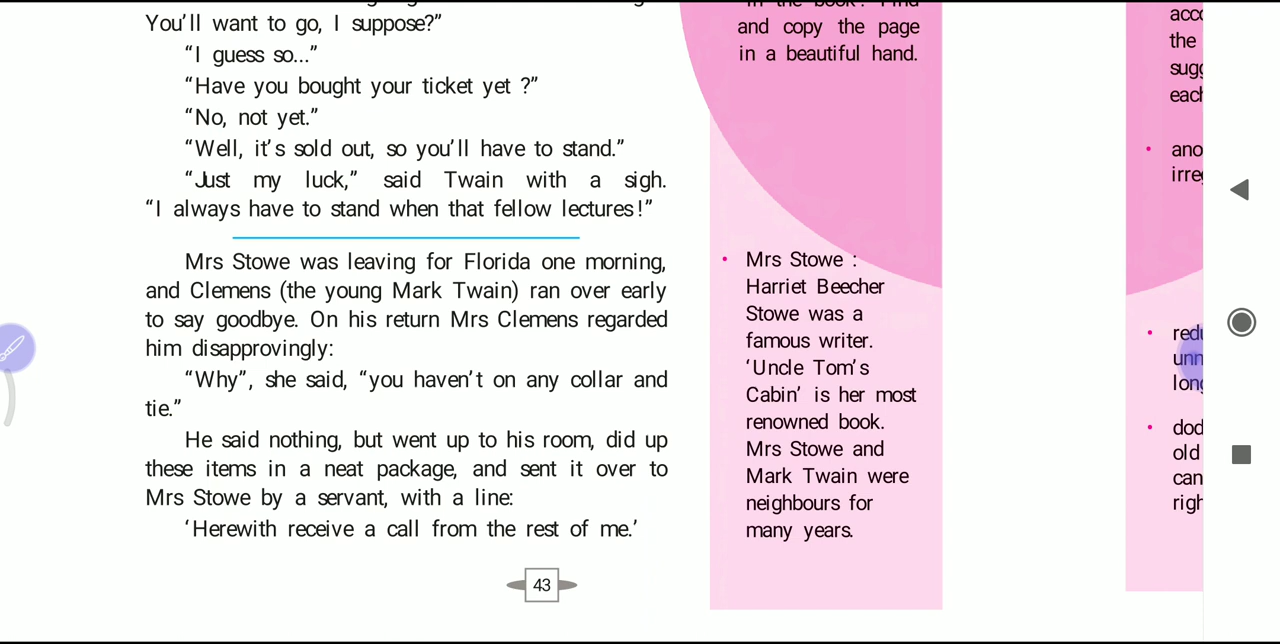 You'll want to go, I suppose?”
“I guess so...”
“Have you bought your ticket yet ?”
“No, not yet.”
“Well, it's sold out, so you'll have to stand.”
“Just my luck,” said Twain with a sigh.
“I always have to stand when that fellow lectures!”
Mrs Stowe was leaving for Florida one morning,
and Clemens (the young Mark Twain) ran over early
to say goodbye. On his return Mrs Clemens regarded
him disapprovingly:
“Why”, she said, “you haven't on any collar and
tie.”
He said nothing, but went up to his room, did up
these items in a neat package, and sent it over to
Mrs Stowe by a servant, with a line:
‘Herewith receive a call from the rest of me.’
43
in the book? Find
and copy the page
in a beautiful hand.
• Mrs Stowe :
Harriet Beecher
Stowe was a
famous writer.
‘Uncle Tom's
Cabin’ is her most
renowned book.
Mrs Stowe and
Mark Twain were
neighbours for
many years.
the
old